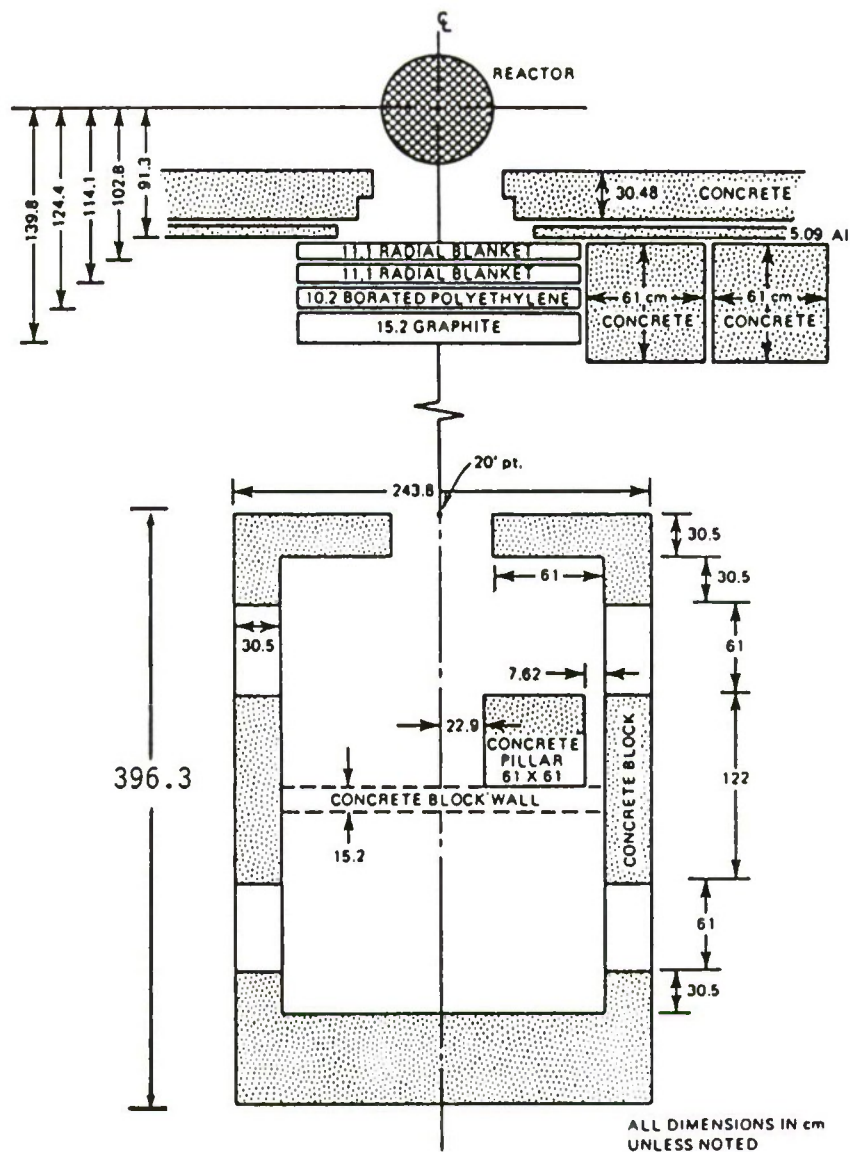 ℄
REACTOR
139.8
124.4
114.1
102.8
91.3
30.48
CONCRETE
5.09 Al
11.1 RADIAL BLANKET
11.1 RADIAL BLANKET
10.2 BORATED POLYETHYLENE
15.2 GRAPHITE
61 cm
CONCRETE
61 cm
CONCRETE
20' pt.
243.8
30.5
61
30.5
30.5
61
7.62
22.9
CONCRETE
PILLAR
61 X 61
CONCRETE BLOCK
122
396.3
CONCRETE BLOCK WALL
15.2
61
30.5
ALL DIMENSIONS IN cm
UNLESS NOTED